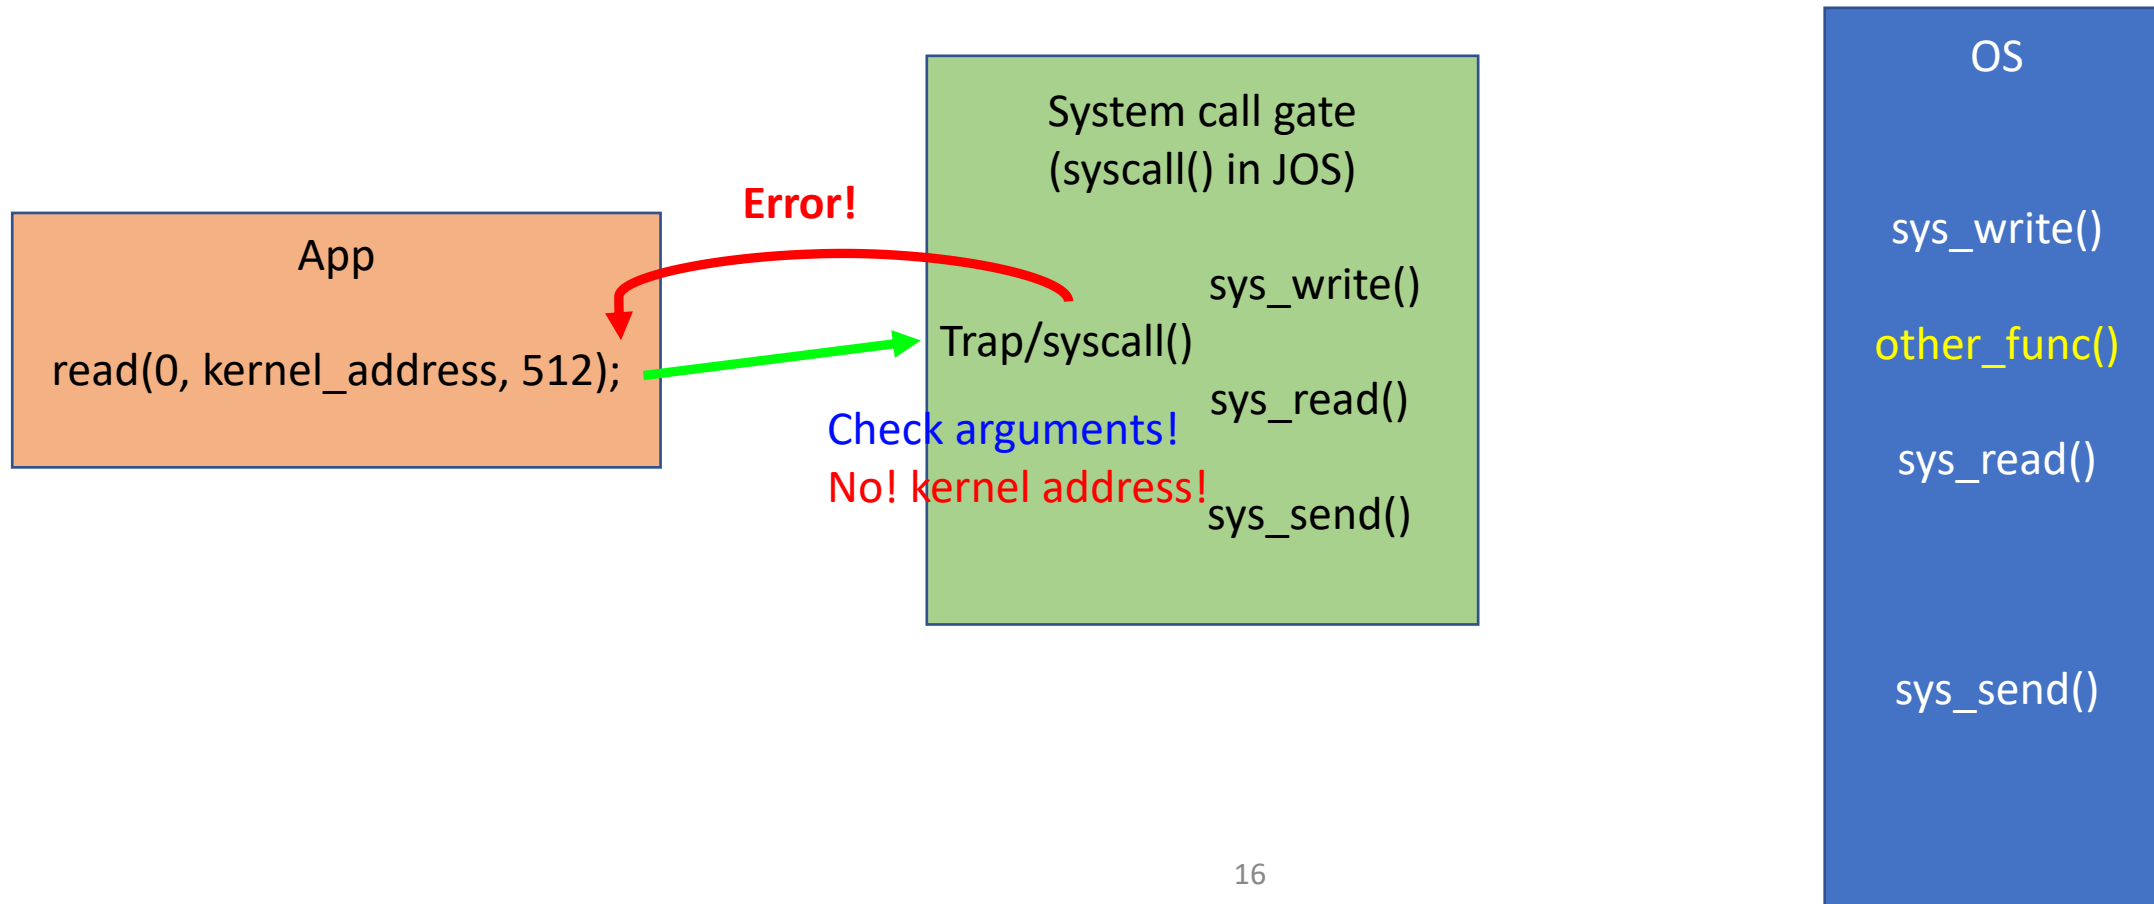 App
read(0, kernel_address, 512);
Error!
System call gate
(syscall() in JOS)
sys_write()
Trap/syscall()
sys_read()
Check arguments!
No! kernel address!
sys_send()
OS
sys_write()
other_func()
sys_read()
sys_send()
16